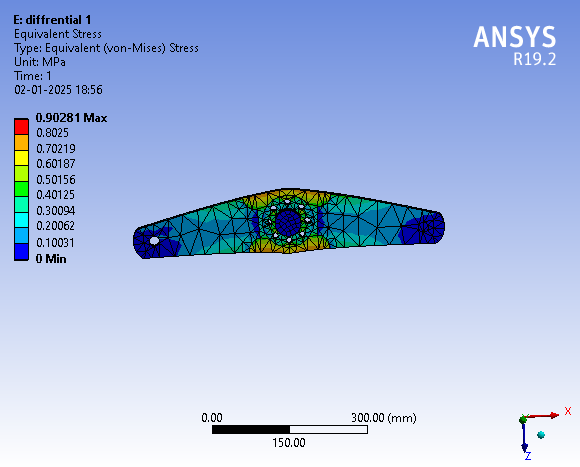 E: diffrential 1
Equivalent Stress
Type: Equivalent (von-Mises) Stress
Unit: MPa
Time: 1
02-01-2025 18:56
ANSYS
R19.2
0.90281 Max
0.8025
0.70219
0.60187
0.50156
0.40125
0.30094
0.20062
0.10031
0 Min
0.00
300.00 (mm)
150.00
X
Z